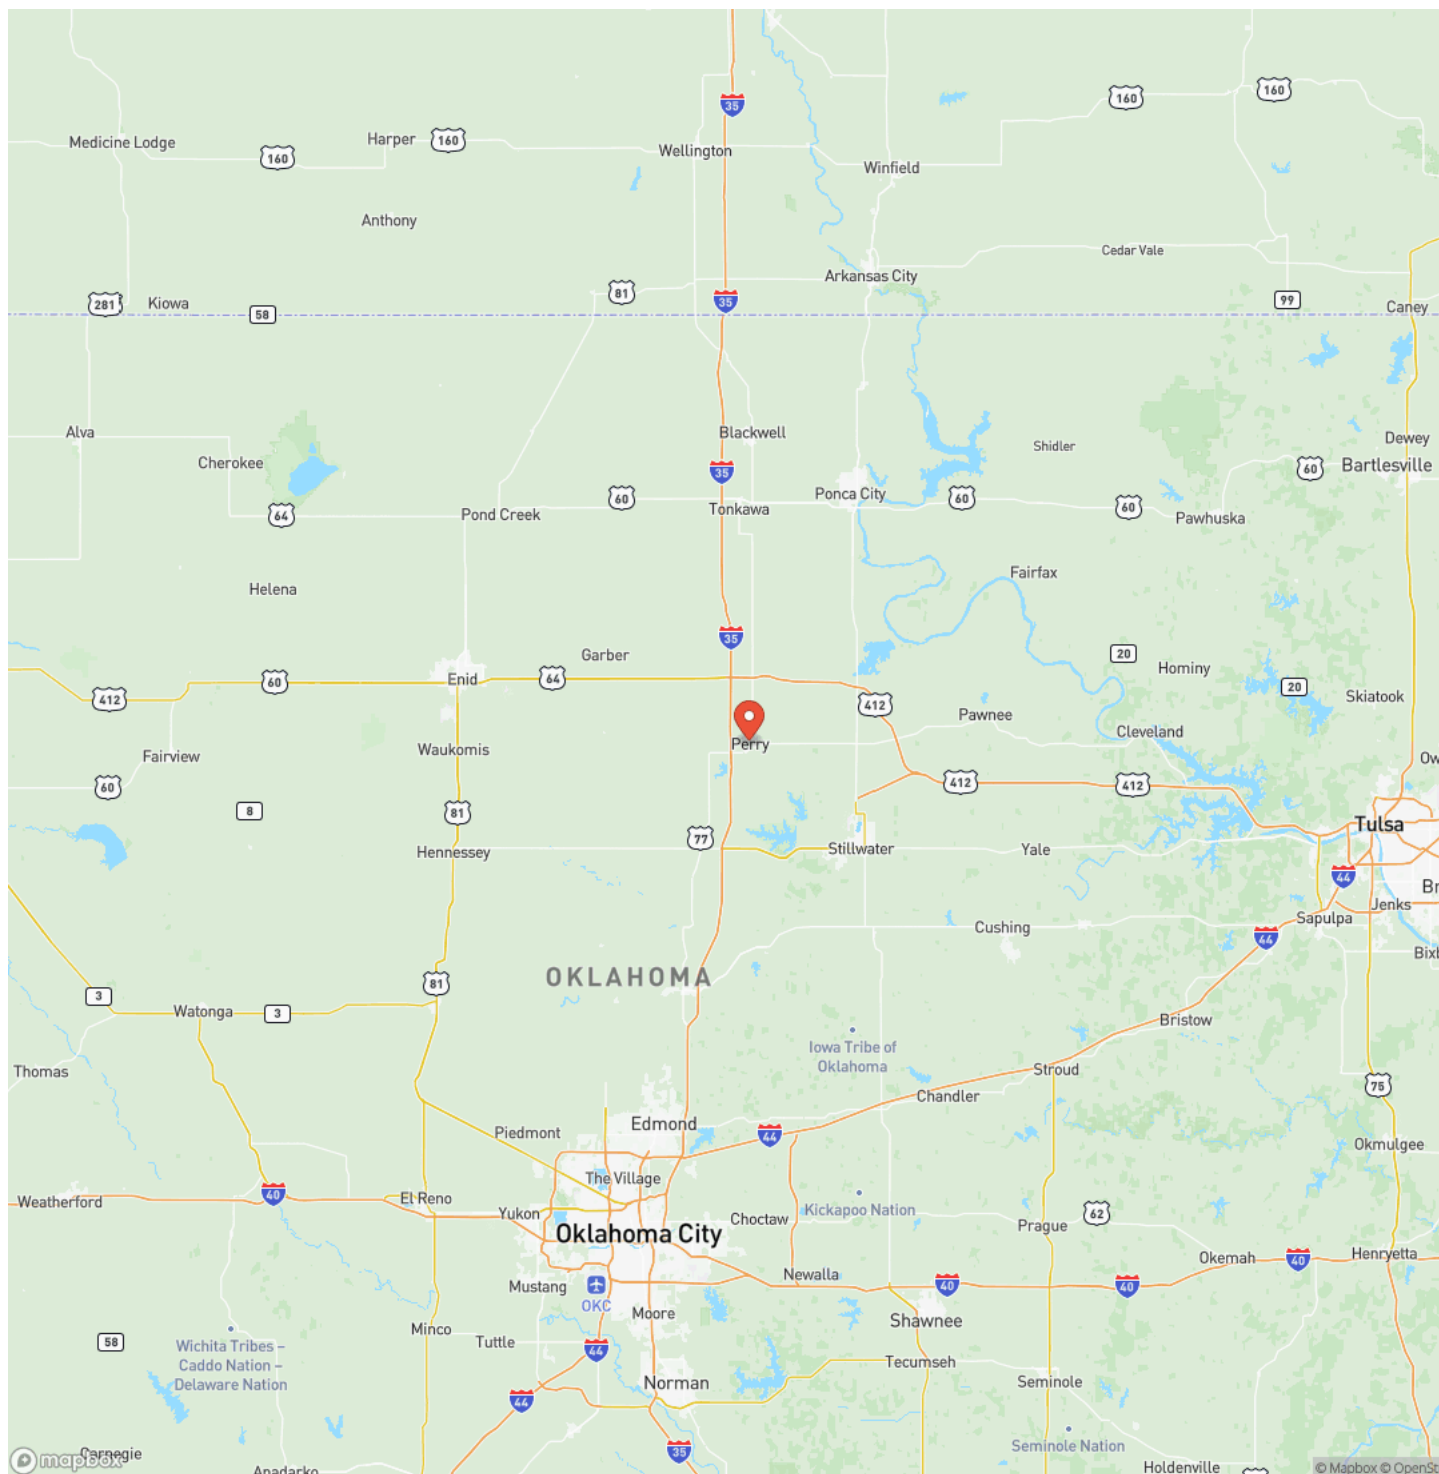 35
160
160
Medicine Lodge
Harper
160
160
Wellington
Winfield
Anthony
Cedar Vale
Arkansas City
81
35
281
Kiowa
58
99
Caney
Alva
Blackwell
Shidler
Dewey
Cherokee
35
60
Bartlesville
Ponca City
60
60
60
Tonkawa
64
Pond Creek
Pawhuska
Fairfax
Helena
35
Garber
20
Hominy
60
Enid
64
20
Skiatook
412
412
Pawnee
Cleveland
Perry
Waukomis
Fairview
60
412
412
8
81
77
Tulsa
Hennessey
Stillwater
Yale
44
Jenks
Sapulpa
Cushing
44
OKLAHOMA
81
3
Watonga
3
Bristow
Iowa Tribe of
Oklahoma
Thomas
Stroud
75
Chandler
Edmond
Piedmont
44
Okmulgee
The Village
40
Weatherford
El Reno
Yukon
Choctaw
Kickapoo Nation
62
Prague
Oklahoma City
Okemah
40
Henryetta
Newalla
Mustang
40
40
OKC
Moore
Shawnee
Minco
58
Tuttle
Wichita Tribes –
Caddo Nation –
Delaware Nation
44
Tecumseh
Norman
Seminole
44
35
Seminole Nation
Carnegie
mapbox
Anadarko
Holdenville
© Mapbox © OpenSt